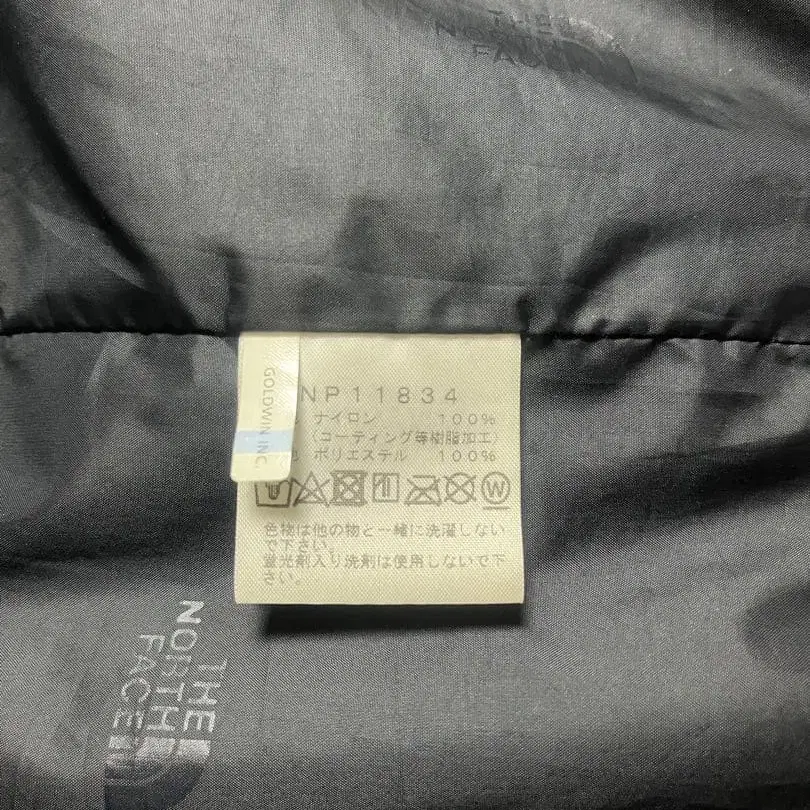 THE
NORTH
FACE
GOLDWIN INC.
NP11834
ナイロン 100%
(コーティング等樹脂加工)
ポリエステル 100%
W
色物は他の物と一緒に洗濯しない
で下さい。
蛍光剤入り洗剤は使用しないで下
さい。
THE
NORTH
FACE